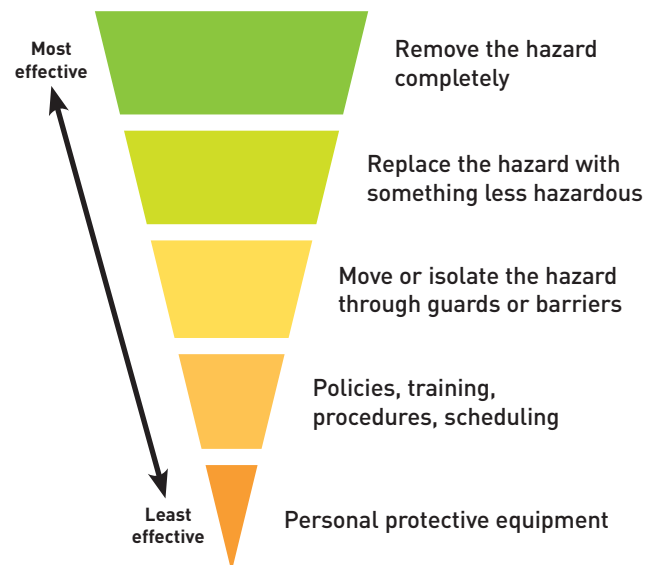 Most
effective
Remove the hazard
completely
Replace the hazard with
something less hazardous
Move or isolate the hazard
through guards or barriers
Policies, training,
procedures, scheduling
Least
effective
Personal protective equipment